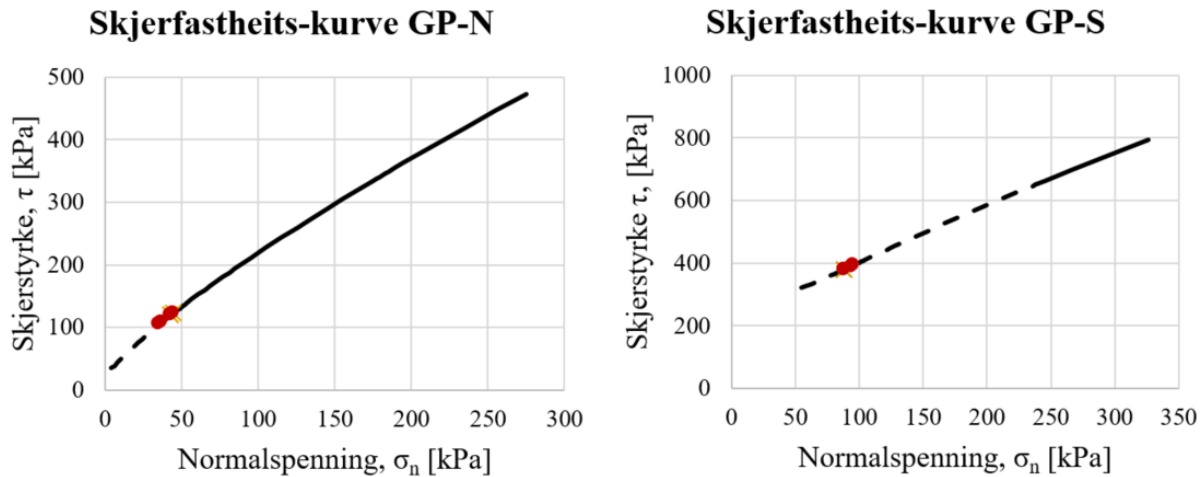 Skjerfastheits-kurve GP-N
500
400
300
200
100
0
0 50 100 150 200 250 300
Skjerstyrke, τ [kPa]
Normalspenning, σn [kPa]
Skjerfastheits-kurve GP-S
1000
800
600
400
200
0
0 50 100 150 200 250 300 350
Skjerstyrke τ, [kPa]
Normalspenning, σn [kPa]